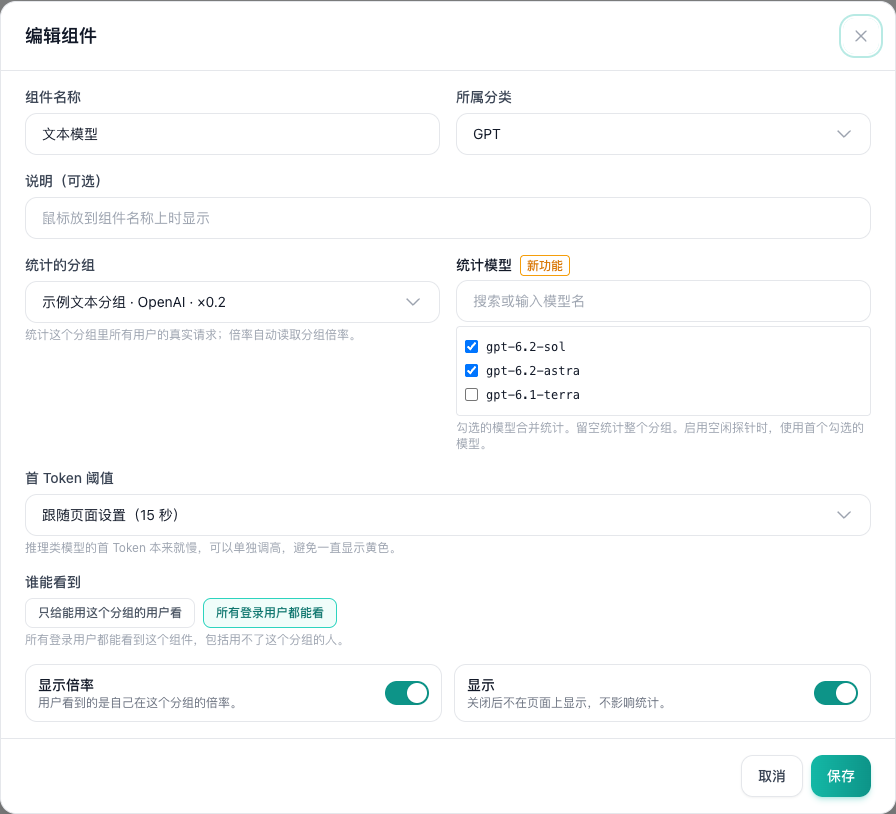 编辑组件
组件名称
所属分类
文本模型
GPT
说明（可选）
鼠标放到组件名称上时显示
统计的分组
统计模型 新功能
示例文本分组 · OpenAI · ×0.2
搜索或输入模型名
统计这个分组里所有用户的真实请求；倍率自动读取分组倍率。
gpt-6.2-sol
gpt-6.2-astra
gpt-6.1-terra
勾选的模型合并统计。留空统计整个分组。启用空闲探针时，使用首个勾选的
模型。
首 Token 阈值
跟随页面设置（15 秒）
推理类模型的首 Token 本来就慢，可以单独调高，避免一直显示黄色。
谁能看到
只给能用这个分组的用户看
所有登录用户都能看
所有登录用户都能看到这个组件，包括用不了这个分组的人。
显示倍率
用户看到的是自己在这个分组的倍率。
显示
关闭后不在页面上显示，不影响统计。
取消
保存